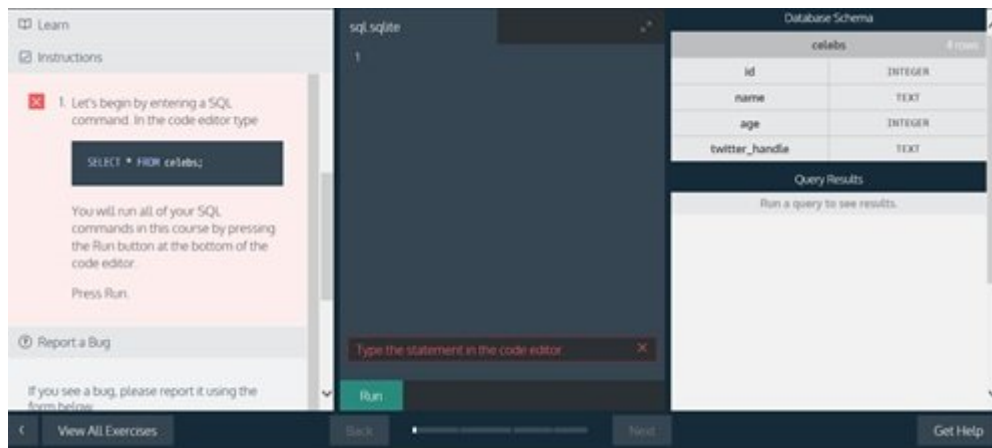 Learn
Instructions
1. Let's begin by entering a SQL
command. In the code editor type
SELECT * FROM celebs;
You will run all of your SQL
commands in this course by pressing
the Run button at the bottom of the
code editor.
Press Run.
Report a Bug
If you see a bug, please report it using the
form below
sql.sqlite
1
Type the statement in the code editor.
Run
Database Schema
celebs 4 rows
id INTEGER
name TEXT
age INTEGER
twitter_handle TEXT
Query Results
Run a query to see results.
View All Exercises
Back
Next
Get Help